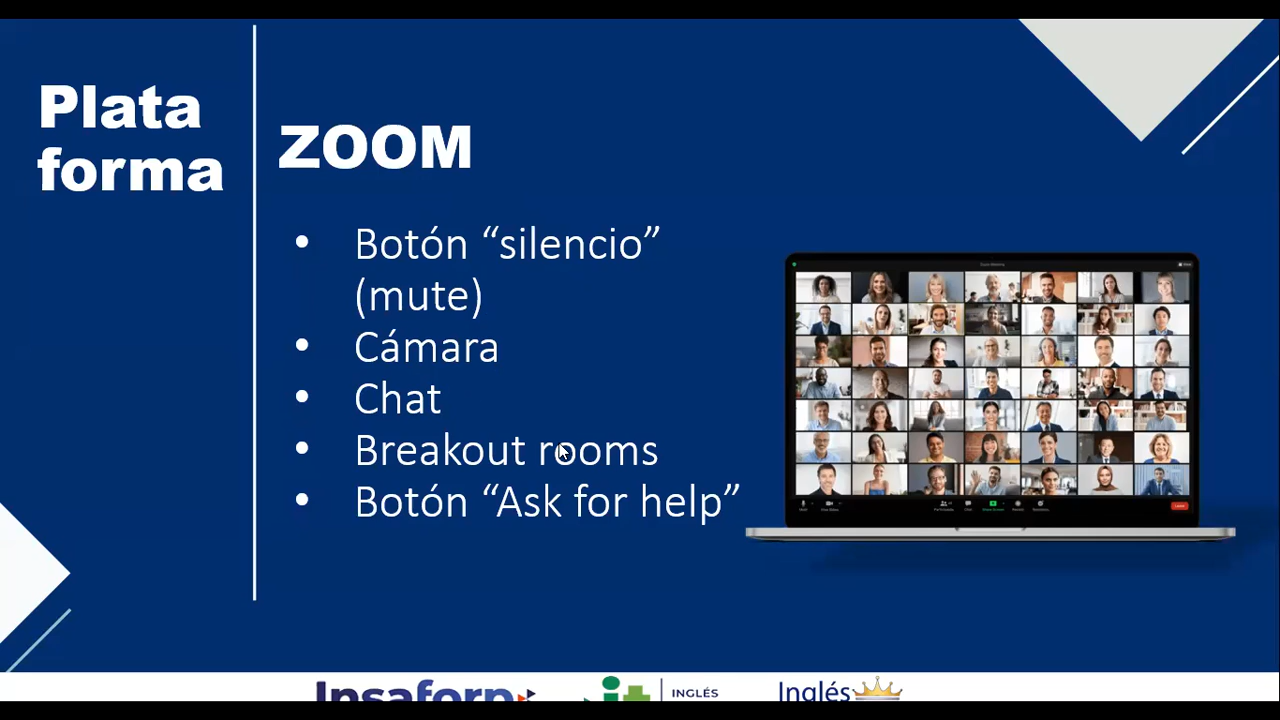 Plata
forma
ZOOM
• Botón “silencio”
(mute)
• Cámara
• Chat
• Breakout rooms
• Botón “Ask for help”
Insaforp
INGLÉS
Inglés